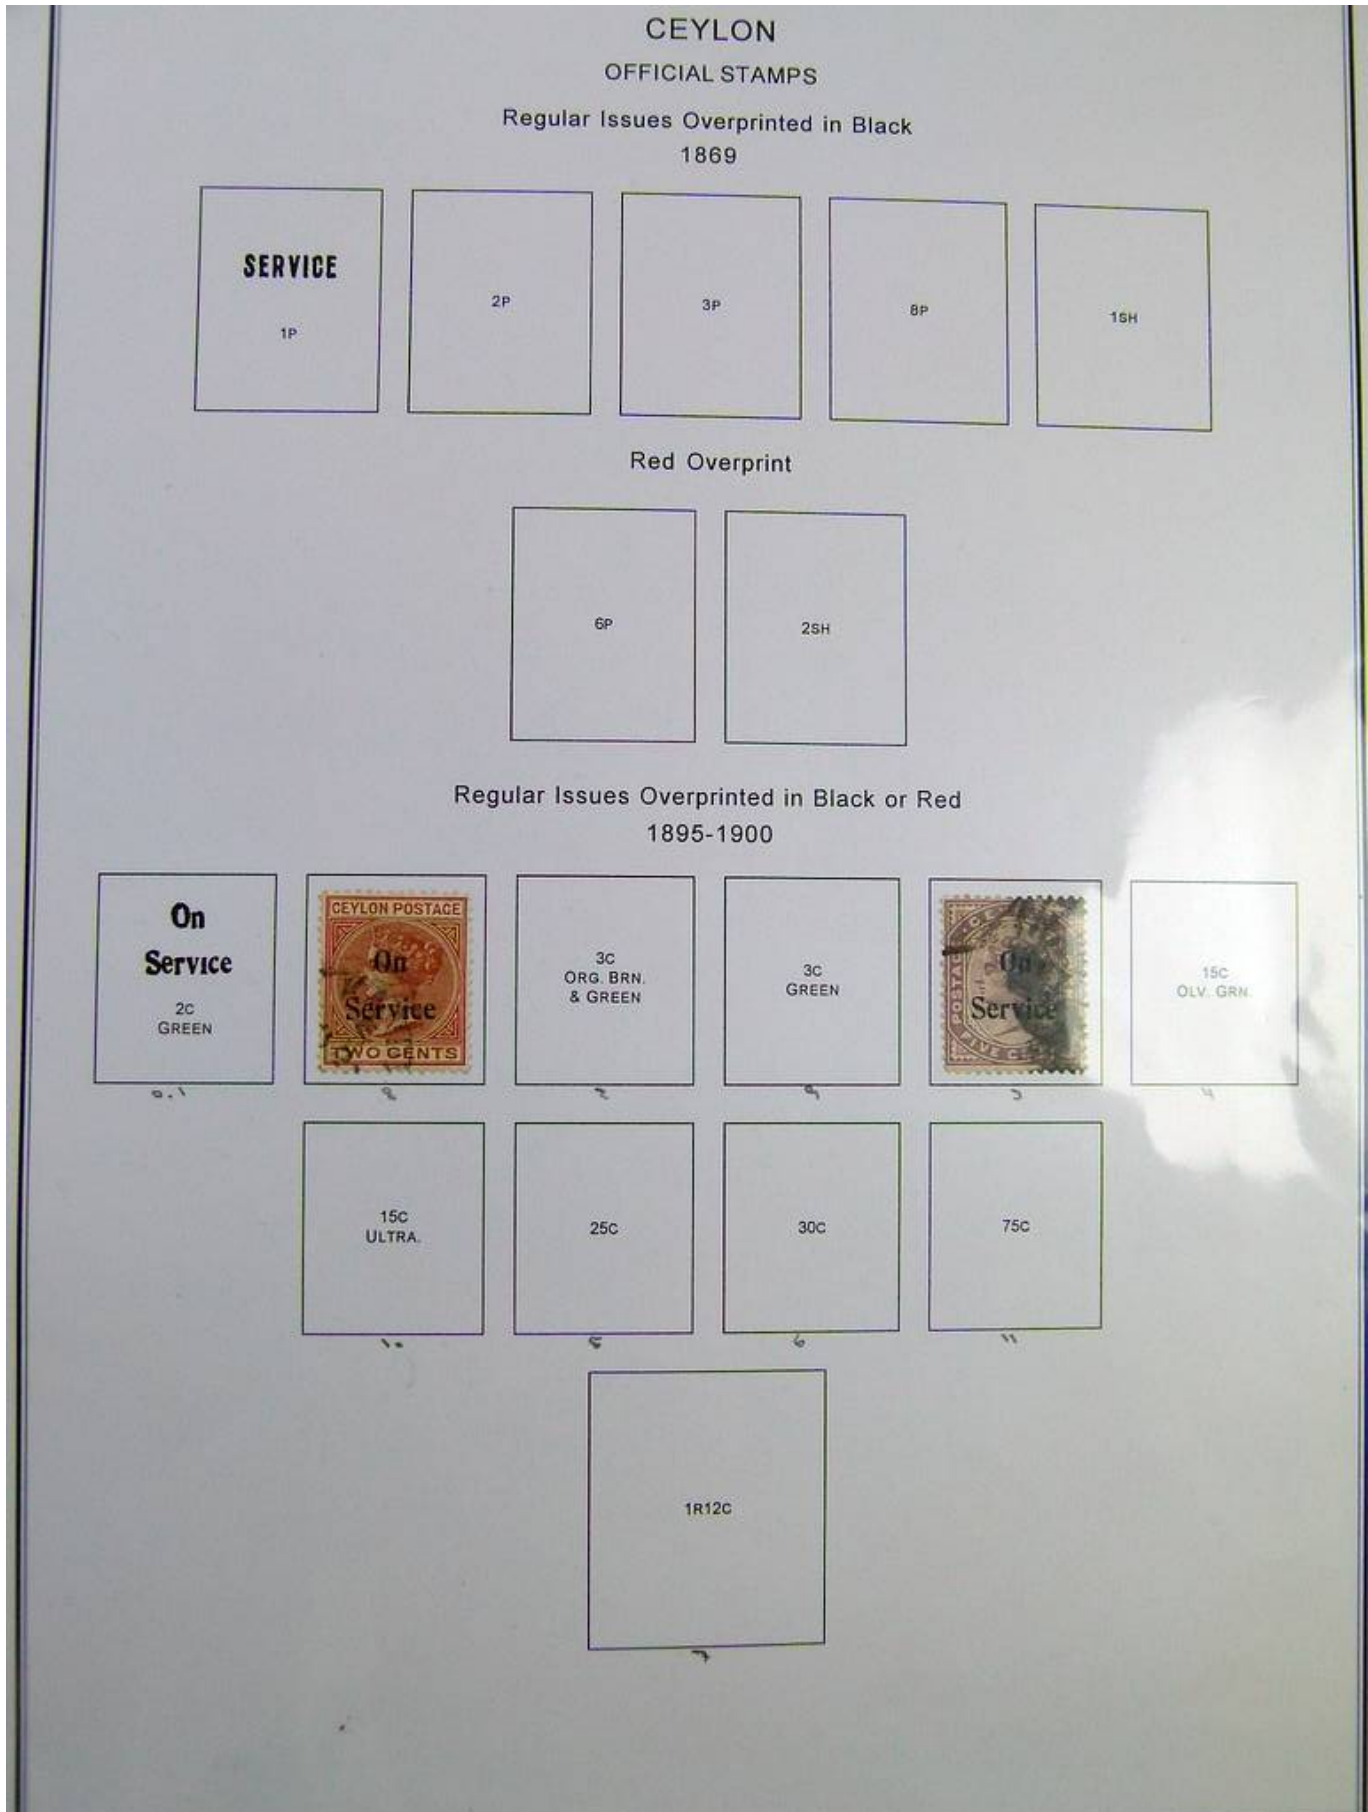 CEYLON
OFFICIAL STAMPS
Regular Issues Overprinted in Black
1869
SERVICE
1P
2P
3P
8P
1SH
Red Overprint
6P
2SH
Regular Issues Overprinted in Black or Red
1895-1900
On
Service
2C
GREEN
CEYLON POSTAGE
On
Service
TWO CENTS
3C
ORG. BRN.
& GREEN
3C
GREEN
On
Service
FIVE
15C
OLV. GRN.
15C
ULTRA.
25C
30C
75C
1R12C